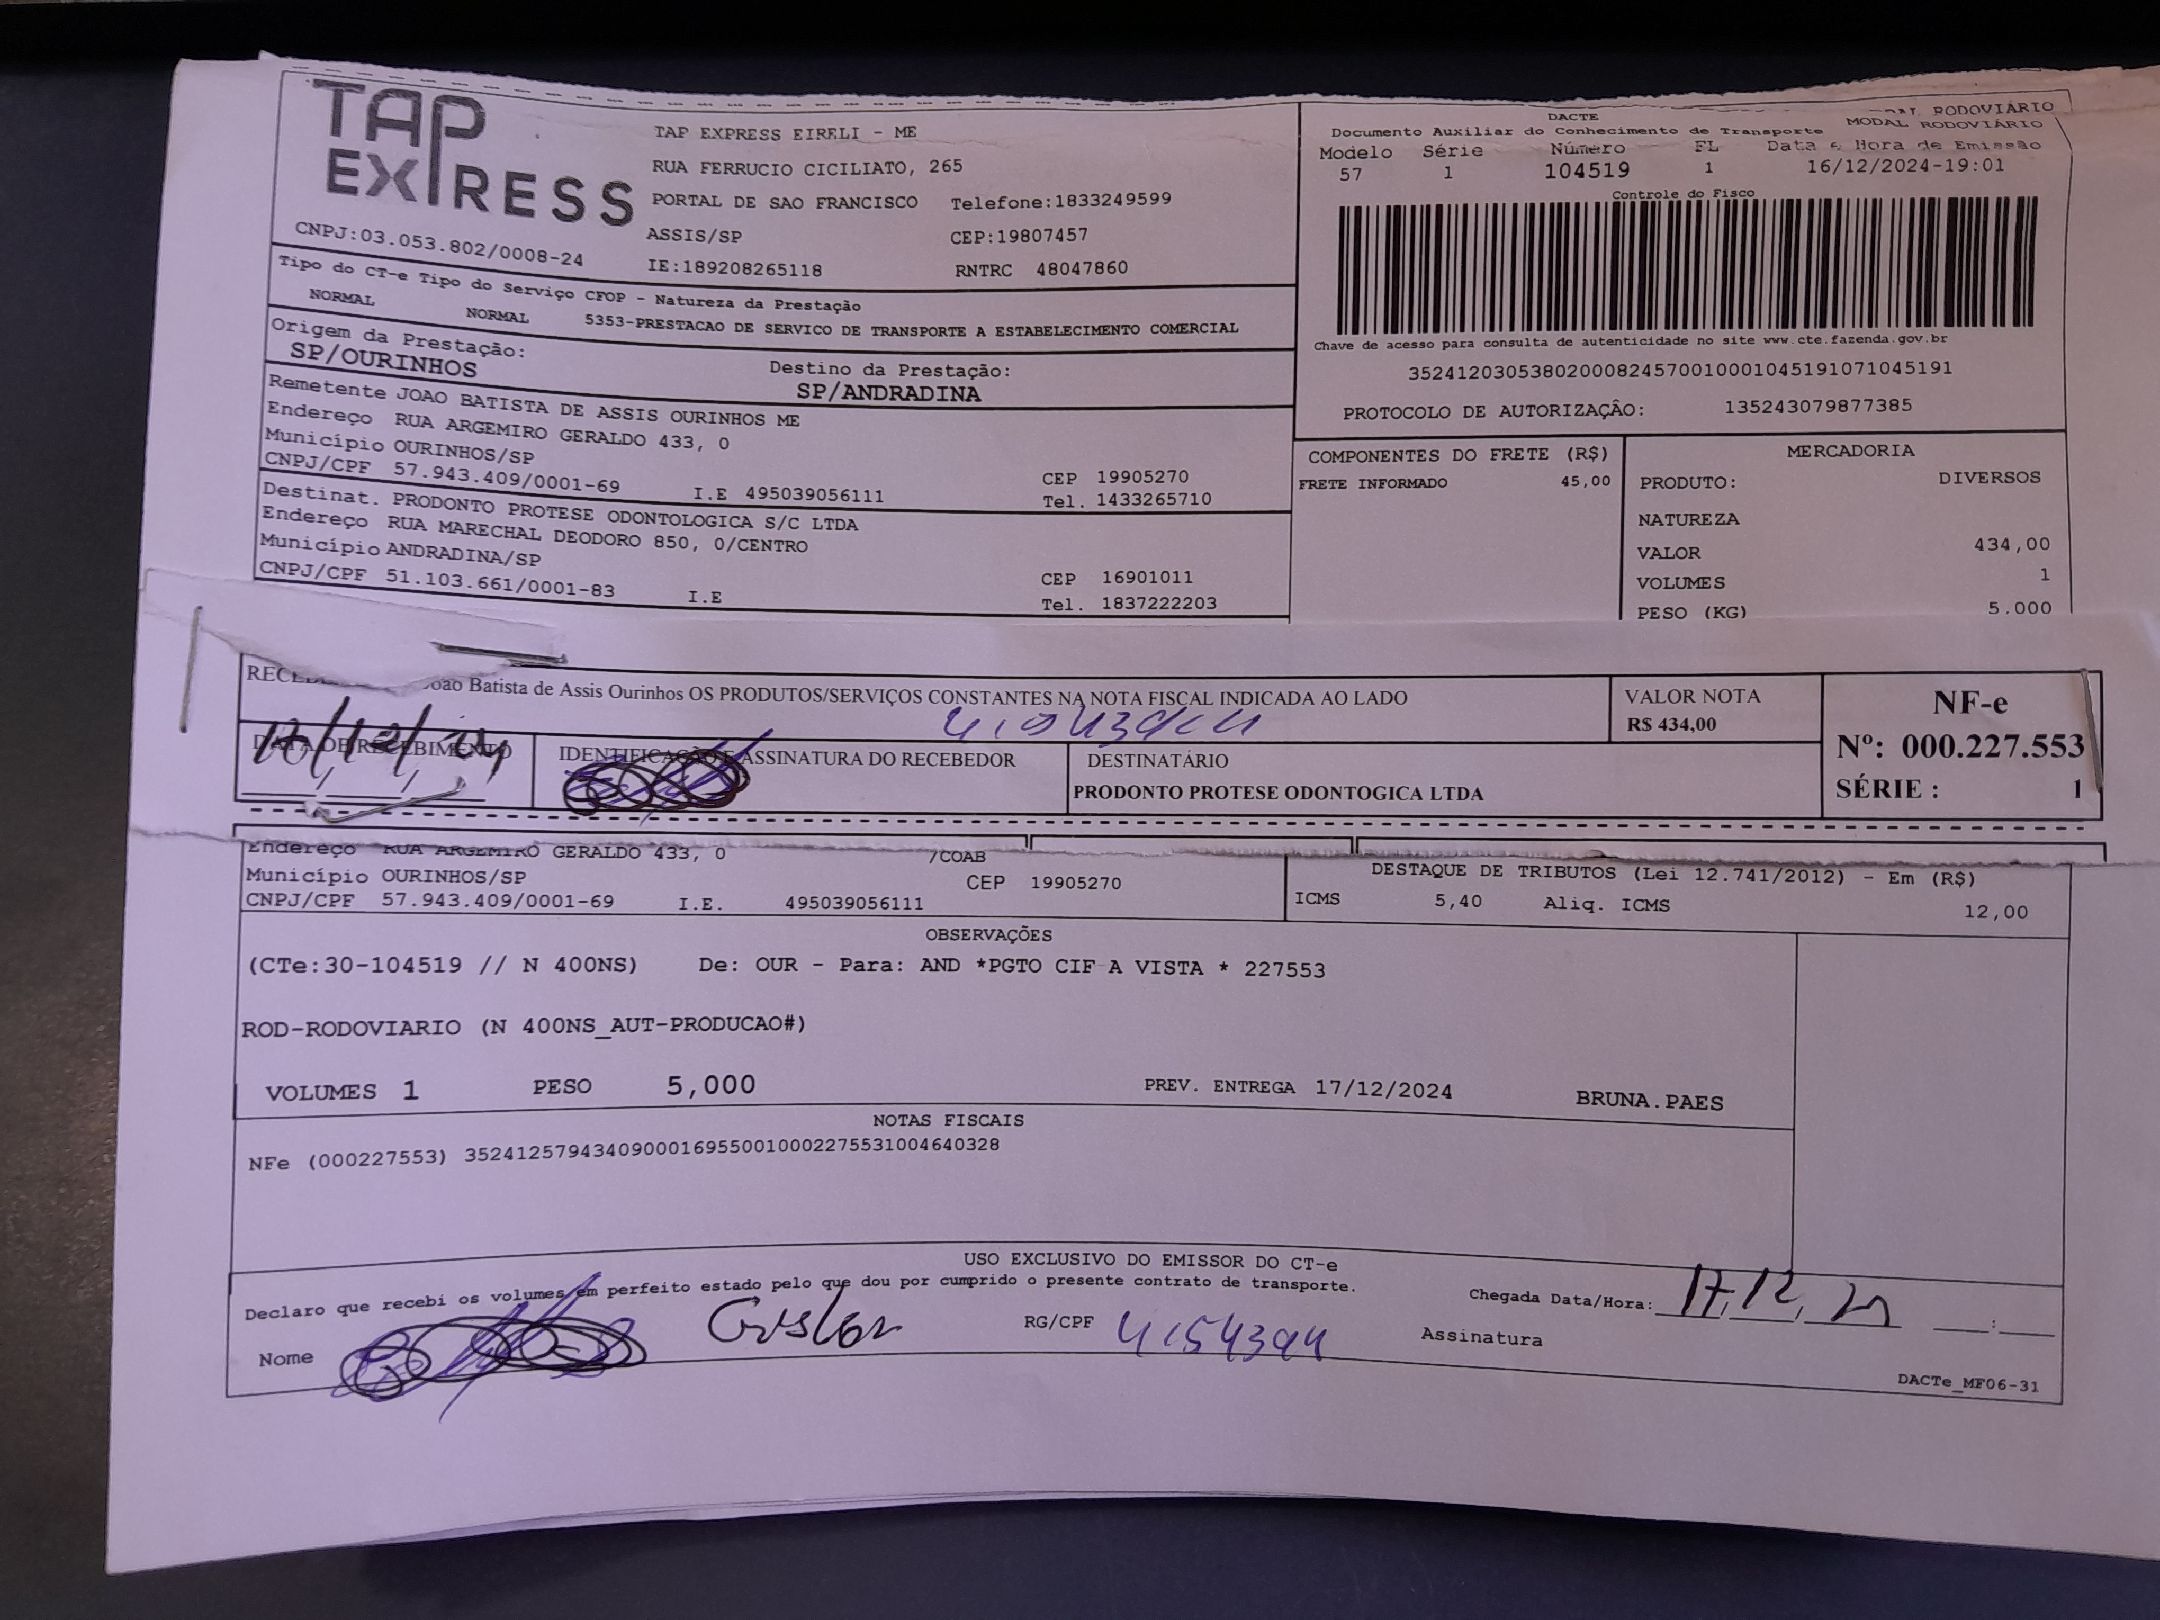 TAP EXPRESS
TAP EXPRESS EIRELI - ME
RUA FERRUCIO CICILIATO, 265
PORTAL DE SAO FRANCISCO Telefone:1833249599
ASSIS/SP CEP:19807457
CNPJ:03.053.802/0008-24 IE:189208265118 RNTRC 48047860
DACTE MODAL RODOVIÁRIO
Documento Auxiliar do Conhecimento de Transporte MODAL RODOVIÁRIO
Modelo Série Número FL Data e Hora de Emissão
57 1 104519 1 16/12/2024-19:01
Controle do Fisco
Chave de acesso para consulta de autenticidade no site www.cte.fazenda.gov.br
35241203053802000824570010001045191071045191
PROTOCOLO DE AUTORIZAÇÃO: 135243079877385
Tipo do CT-e Tipo do Serviço CFOP - Natureza da Prestação
NORMAL NORMAL 5353-PRESTACAO DE SERVICO DE TRANSPORTE A ESTABELECIMENTO COMERCIAL
Origem da Prestação: Destino da Prestação:
SP/OURINHOS SP/ANDRADINA
Remetente JOAO BATISTA DE ASSIS OURINHOS ME
Endereço RUA ARGEMIRO GERALDO 433, 0
Município OURINHOS/SP CEP 19905270
CNPJ/CPF 57.943.409/0001-69 I.E 495039056111 Tel. 1433265710
Destinat. PRODONTO PROTESE ODONTOLOGICA S/C LTDA
Endereço RUA MARECHAL DEODORO 850, 0/CENTRO
Município ANDRADINA/SP CEP 16901011
CNPJ/CPF 51.103.661/0001-83 I.E Tel. 1837222203
COMPONENTES DO FRETE (R$)
FRETE INFORMADO 45,00
MERCADORIA
PRODUTO: DIVERSOS
NATUREZA
VALOR 434,00
VOLUMES 1
PESO (KG) 5.000
João Batista de Assis Ourinhos OS PRODUTOS/SERVIÇOS CONSTANTES NA NOTA FISCAL INDICADA AO LADO
VALOR NOTA
R$ 434,00
NF-e
Nº: 000.227.553
SÉRIE : 1
17/12/24
DATA DE RECEBIMENTO
IDENTIFICAÇÃO E ASSINATURA DO RECEBEDOR
DESTINATÁRIO
PRODONTO PROTESE ODONTOGICA LTDA
Endereço RUA ARGEMIRO GERALDO 433, 0 /COAB
Município OURINHOS/SP CEP 19905270
CNPJ/CPF 57.943.409/0001-69 I.E. 495039056111
DESTAQUE DE TRIBUTOS (Lei 12.741/2012) - Em (R$)
ICMS 5,40 Aliq. ICMS 12,00
OBSERVAÇÕES
(CTe:30-104519 // N 400NS) De: OUR - Para: AND *PGTO CIF A VISTA * 227553
ROD-RODOVIARIO (N 400NS_AUT-PRODUCAO#)
VOLUMES 1 PESO 5,000 PREV. ENTREGA 17/12/2024 BRUNA.PAES
NOTAS FISCAIS
NFe (000227553) 35241257943409000169550010002275531004640328
USO EXCLUSIVO DO EMISSOR DO CT-e
Declaro que recebi os volumes em perfeito estado pelo que dou por cumprido o presente contrato de transporte.
Chegada Data/Hora: 17,12,24 :
Nome RG/CPF 41543944 Assinatura
DACTe_MF06-31